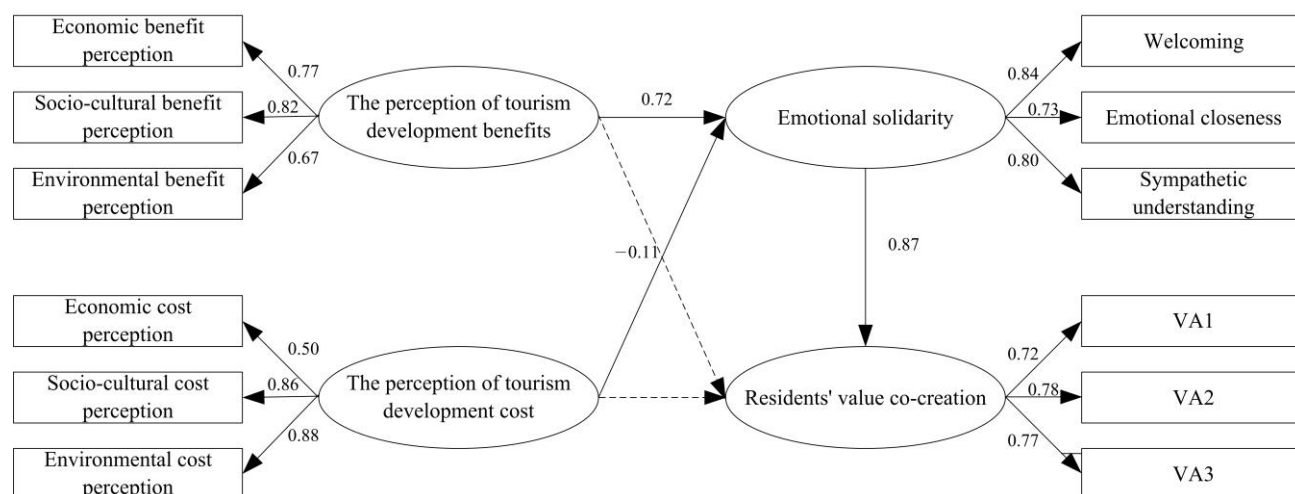 Economic benefit
perception
0.77
Socio-cultural benefit
perception
0.82
Environmental benefit
perception
0.67
The perception of tourism
development benefits
0.72
Emotional solidarity
0.84
Welcoming
0.73
Emotional closeness
0.80
Sympathetic
understanding
−0.11
0.87
Economic cost
perception
0.50
Socio-cultural cost
perception
0.86
Environmental cost
perception
0.88
The perception of tourism
development cost
Residents' value co-creation
0.72
VA1
0.78
VA2
0.77
VA3